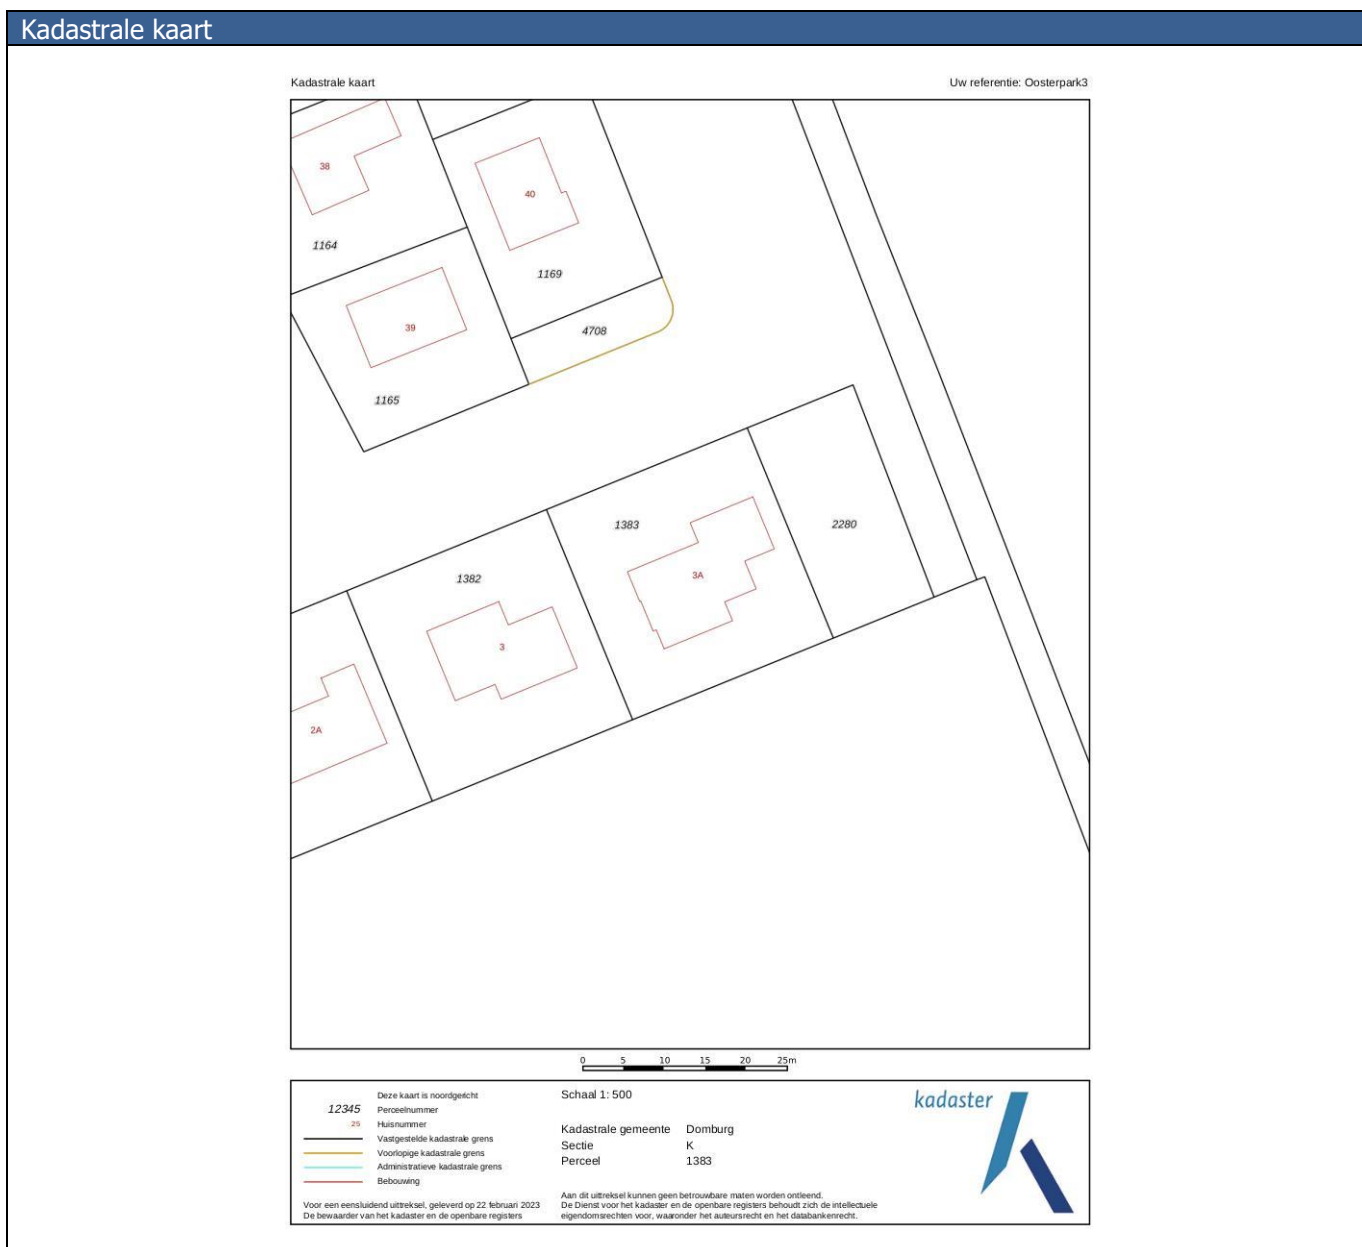 Kadastrale kaart
Kadastrale kaart
Uw referentie: Oosterpark3
38
40
1164
1169
39
4708
1165
1383
2280
1382
3A
3
2A
0 5 10 15 20 25m
Deze kaart is noordgericht
12345 Perceelnummer
25 Huisnummer
Vastgestelde kadastrale grens
Voorlopige kadastrale grens
Administratieve kadastrale grens
Bebouwing
Voor een eensluidend uittreksel, geleverd op 22 februari 2023
De bewaarder van het kadaster en de openbare registers
Schaal 1: 500
Kadastrale gemeente Domburg
Sectie K
Perceel 1383
Aan dit uittreksel kunnen geen betrouwbare maten worden ontleend.
De Dienst voor het kadaster en de openbare registers behoudt zich de intellectuele
eigendomsrechten voor, waaronder het auteursrecht en het databankenrecht.
kadaster